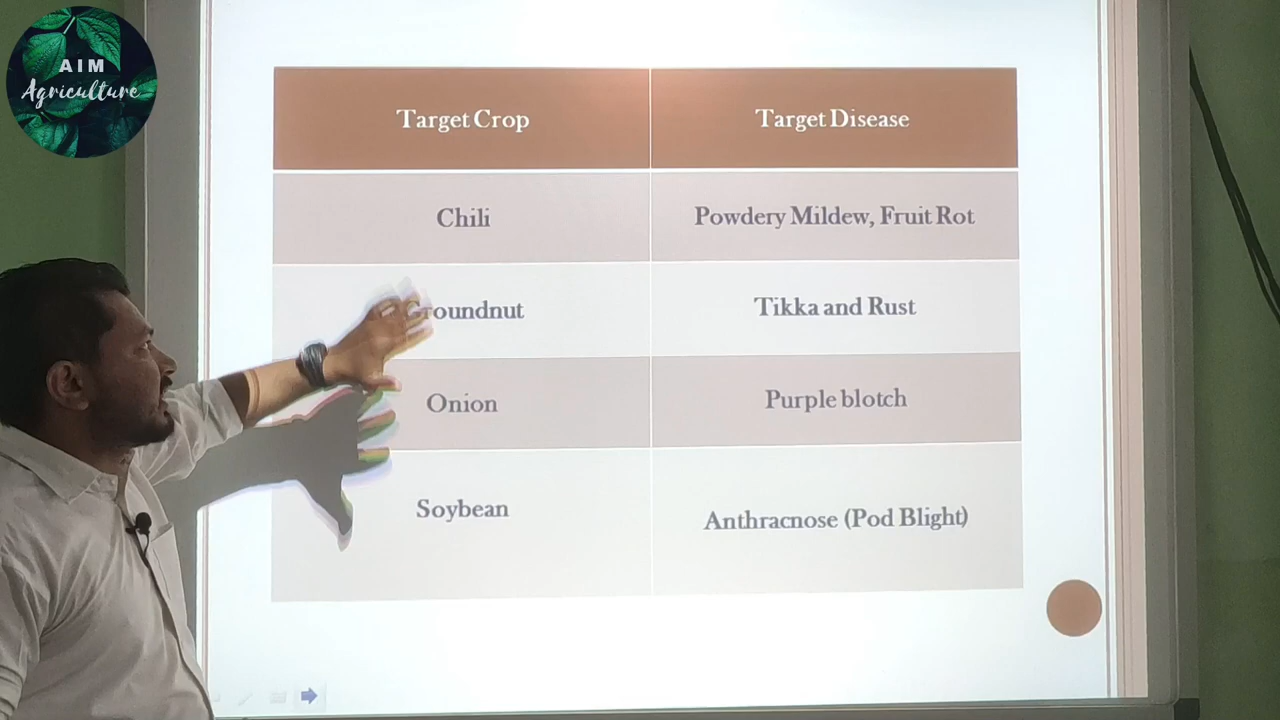 AIM
Agriculture
Target Crop
Target Disease
Chili
Powdery Mildew, Fruit Rot
Groundnut
Tikka and Rust
Onion
Purple blotch
Soybean
Anthracnose (Pod Blight)